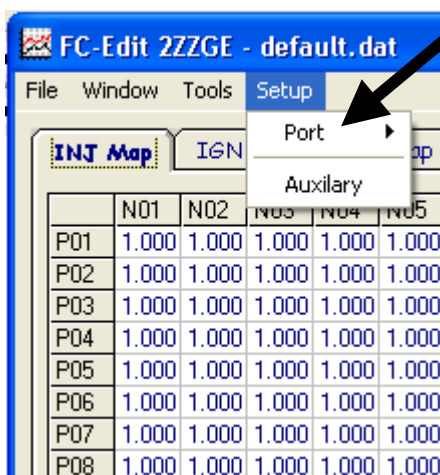 FC-Edit 2ZZGE - default.dat
File Window Tools Setup
Port
Auxilary
INJ Map IGN
N01 N02 N03 N04 N05
P01 1.000 1.000 1.000 1.000 1.000
P02 1.000 1.000 1.000 1.000 1.000
P03 1.000 1.000 1.000 1.000 1.000
P04 1.000 1.000 1.000 1.000 1.000
P05 1.000 1.000 1.000 1.000 1.000
P06 1.000 1.000 1.000 1.000 1.000
P07 1.000 1.000 1.000 1.000 1.000
P08 1.000 1.000 1.000 1.000 1.000